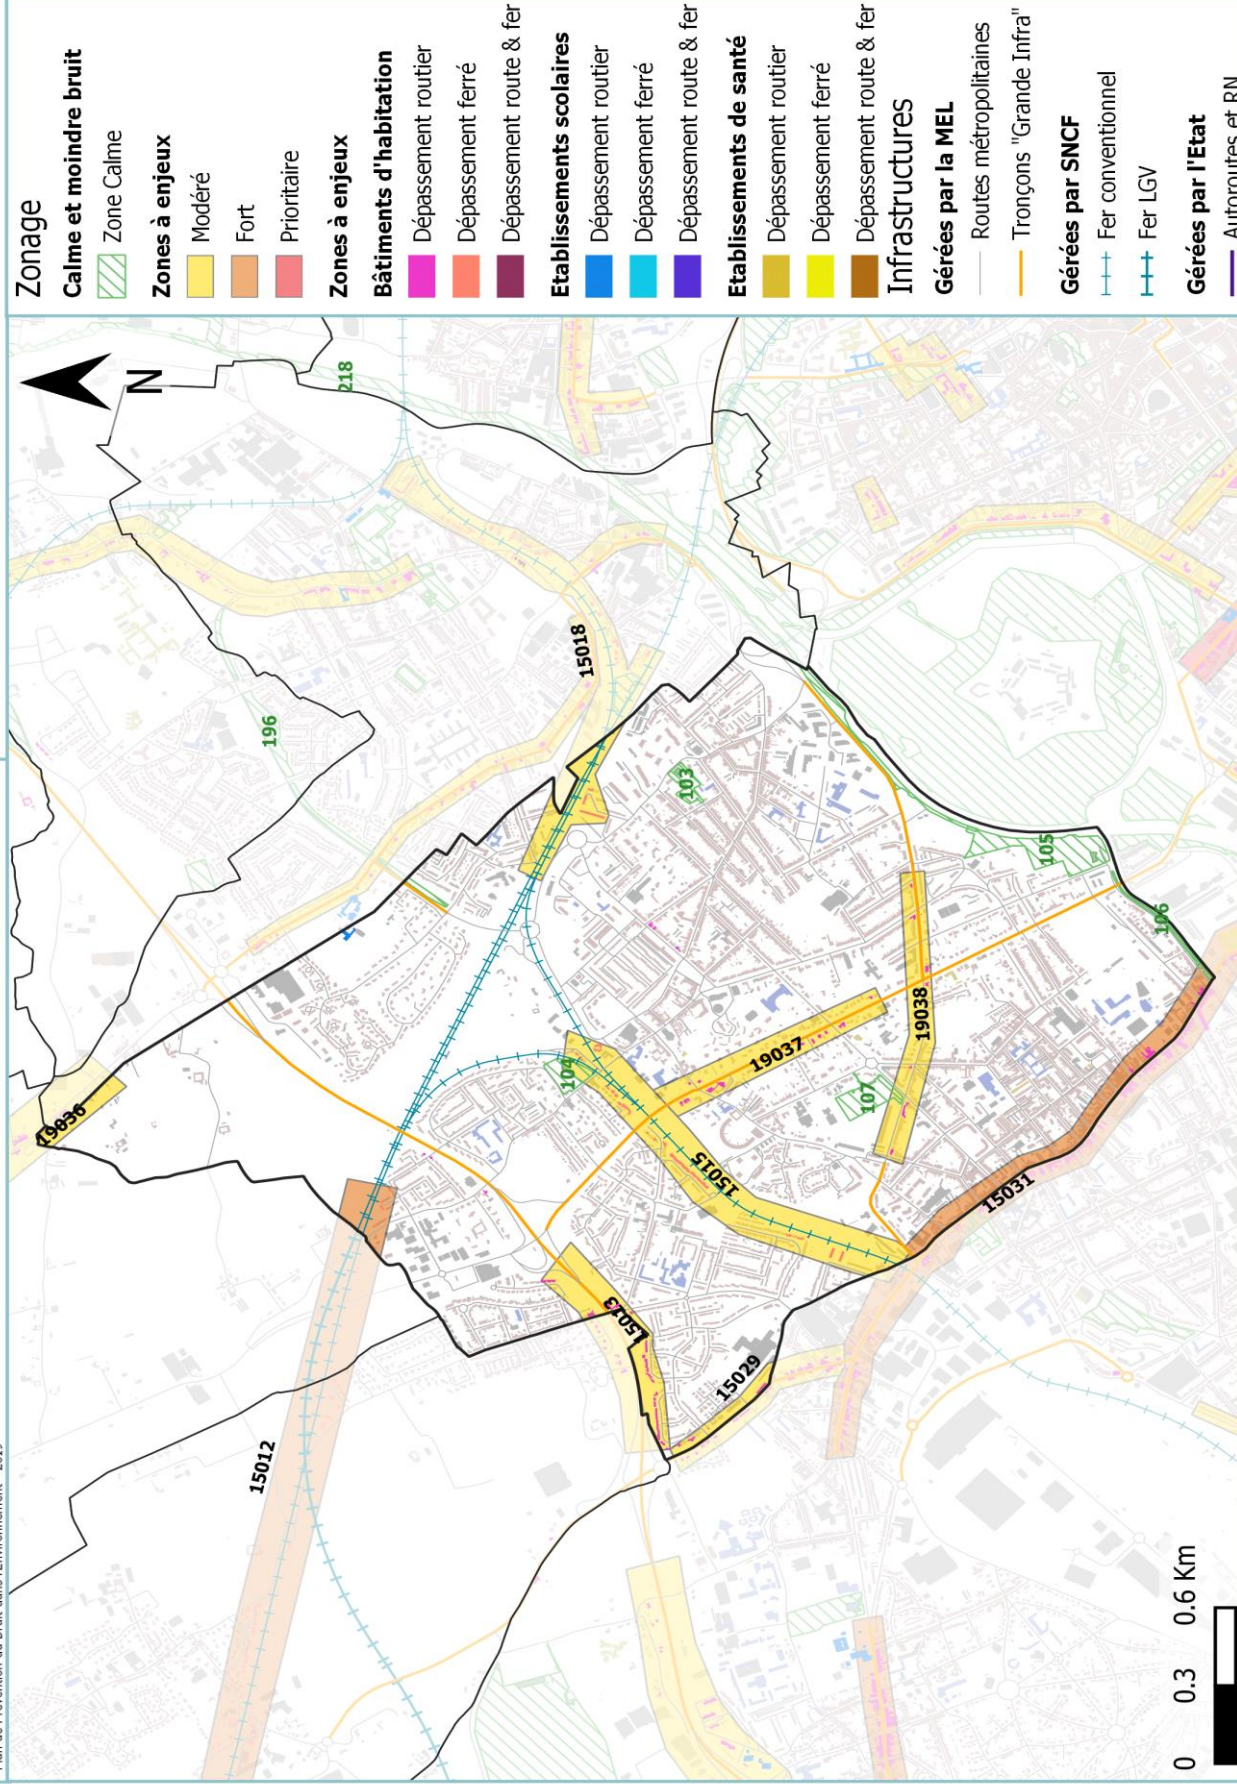 Zonage
Calme et moindre bruit
Zone Calme
Zones à enjeux
Modéré
Fort
Prioritaire
Zones à enjeux
Bâtiments d'habitation
Dépassement routier
Dépassement ferré
Dépassement route & fer
Etablissements scolaires
Dépassement routier
Dépassement ferré
Dépassement route & fer
Etablissements de santé
Dépassement routier
Dépassement ferré
Dépassement route & fer
Infrastructures
Gérées par la MEL
Routes métropolitaines
Tronçons "Grande Infra"
Gérées par SNCF
Fer conventionnel
Fer LGV
Gérées par l'Etat
Autoroutes et RN
N
218
196
15018
103
19036
105
106
104
19037
19038
107
15015
15031
15013
15029
15012
0 0.3 0.6 Km